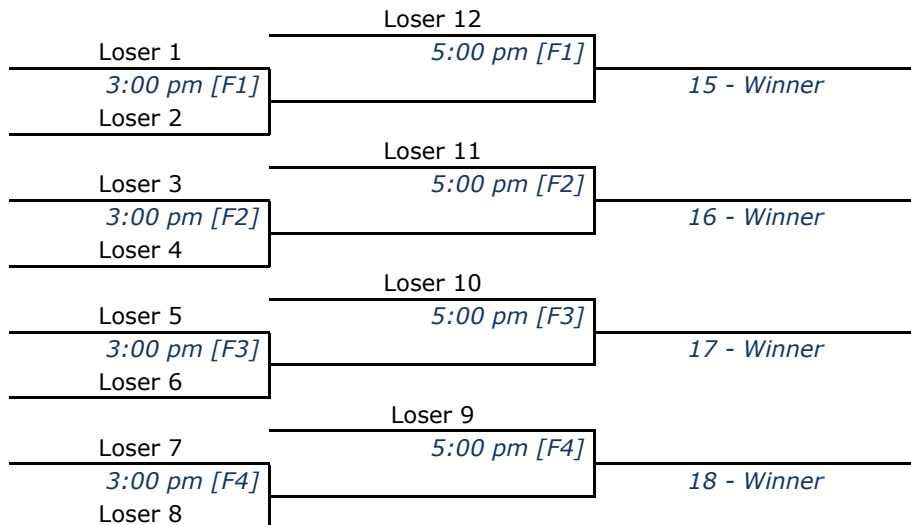 Loser 12
Loser 1
5:00 pm [F1]
3:00 pm [F1]
15 - Winner
Loser 2
Loser 11
Loser 3
5:00 pm [F2]
3:00 pm [F2]
16 - Winner
Loser 4
Loser 10
Loser 5
5:00 pm [F3]
3:00 pm [F3]
17 - Winner
Loser 6
Loser 9
Loser 7
5:00 pm [F4]
3:00 pm [F4]
18 - Winner
Loser 8